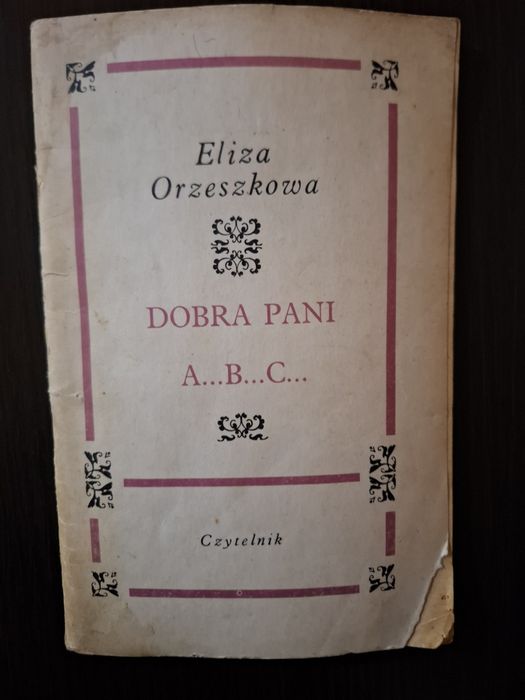 Eliza
Orzeszkowa
DOBRA PANI
A...B...C...
Czytelnik